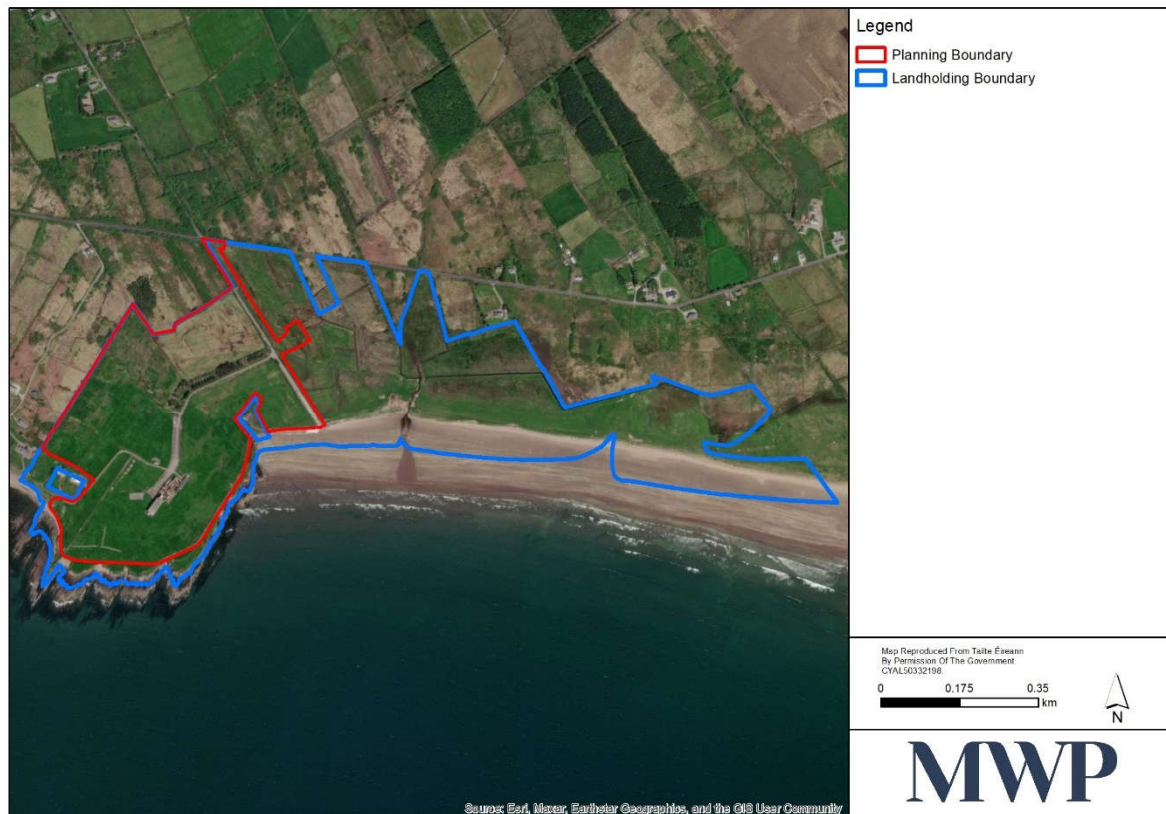 Legend
Planning Boundary
Landholding Boundary
Map Reproduced From Tailte Éireann
By Permission Of The Government
CYAL50332198.
0 0.175 0.35
km
N
MWP
Source: Esri, Maxar, Earthstar Geographics, and the GIS User Community